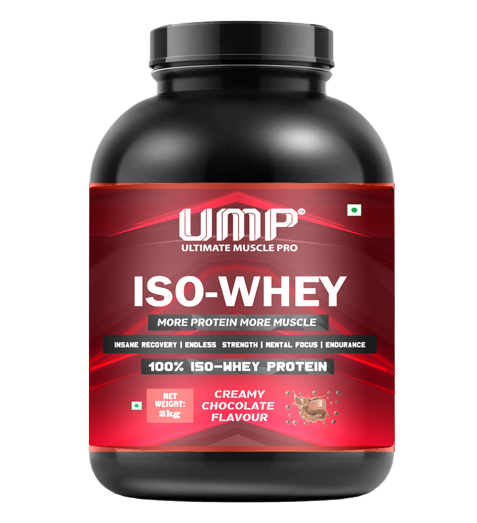 UMP
ULTIMATE MUSCLE PRO
ISO-WHEY
MORE PROTEIN MORE MUSCLE
INSANE RECOVERY | ENDLESS STRENGTH | MENTAL FOCUS | ENDURANCE
100% ISO-WHEY PROTEIN
NET
WEIGHT:
2kg
CREAMY
CHOCOLATE
FLAVOUR